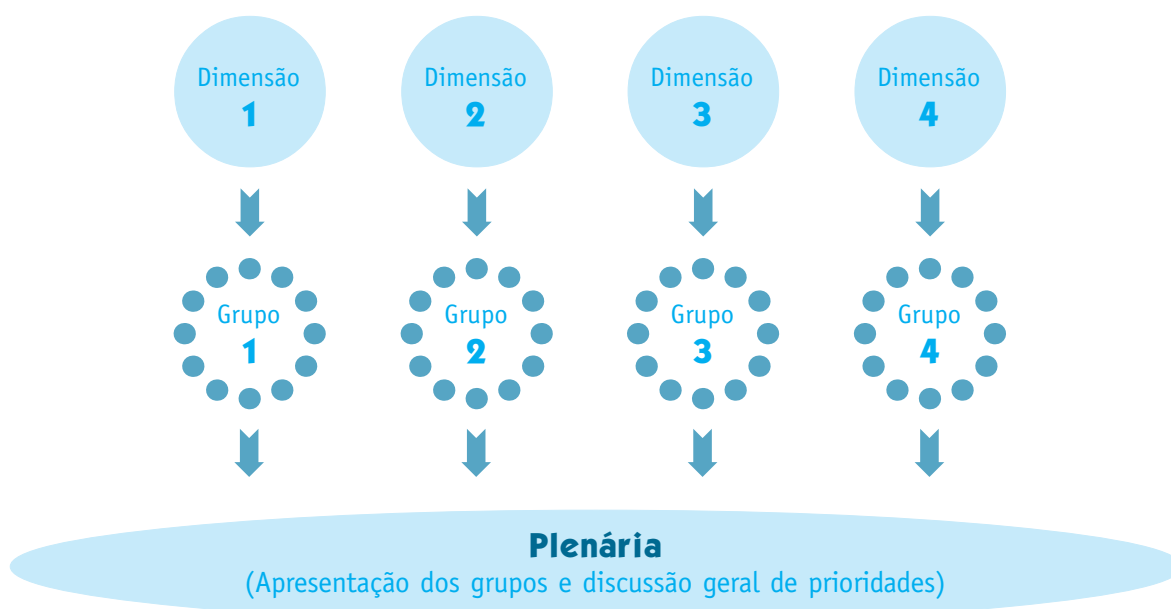 Dimensão
1
Dimensão
2
Dimensão
3
Dimensão
4
Grupo
1
Grupo
2
Grupo
3
Grupo
4
Plenária
(Apresentação dos grupos e discussão geral de prioridades)